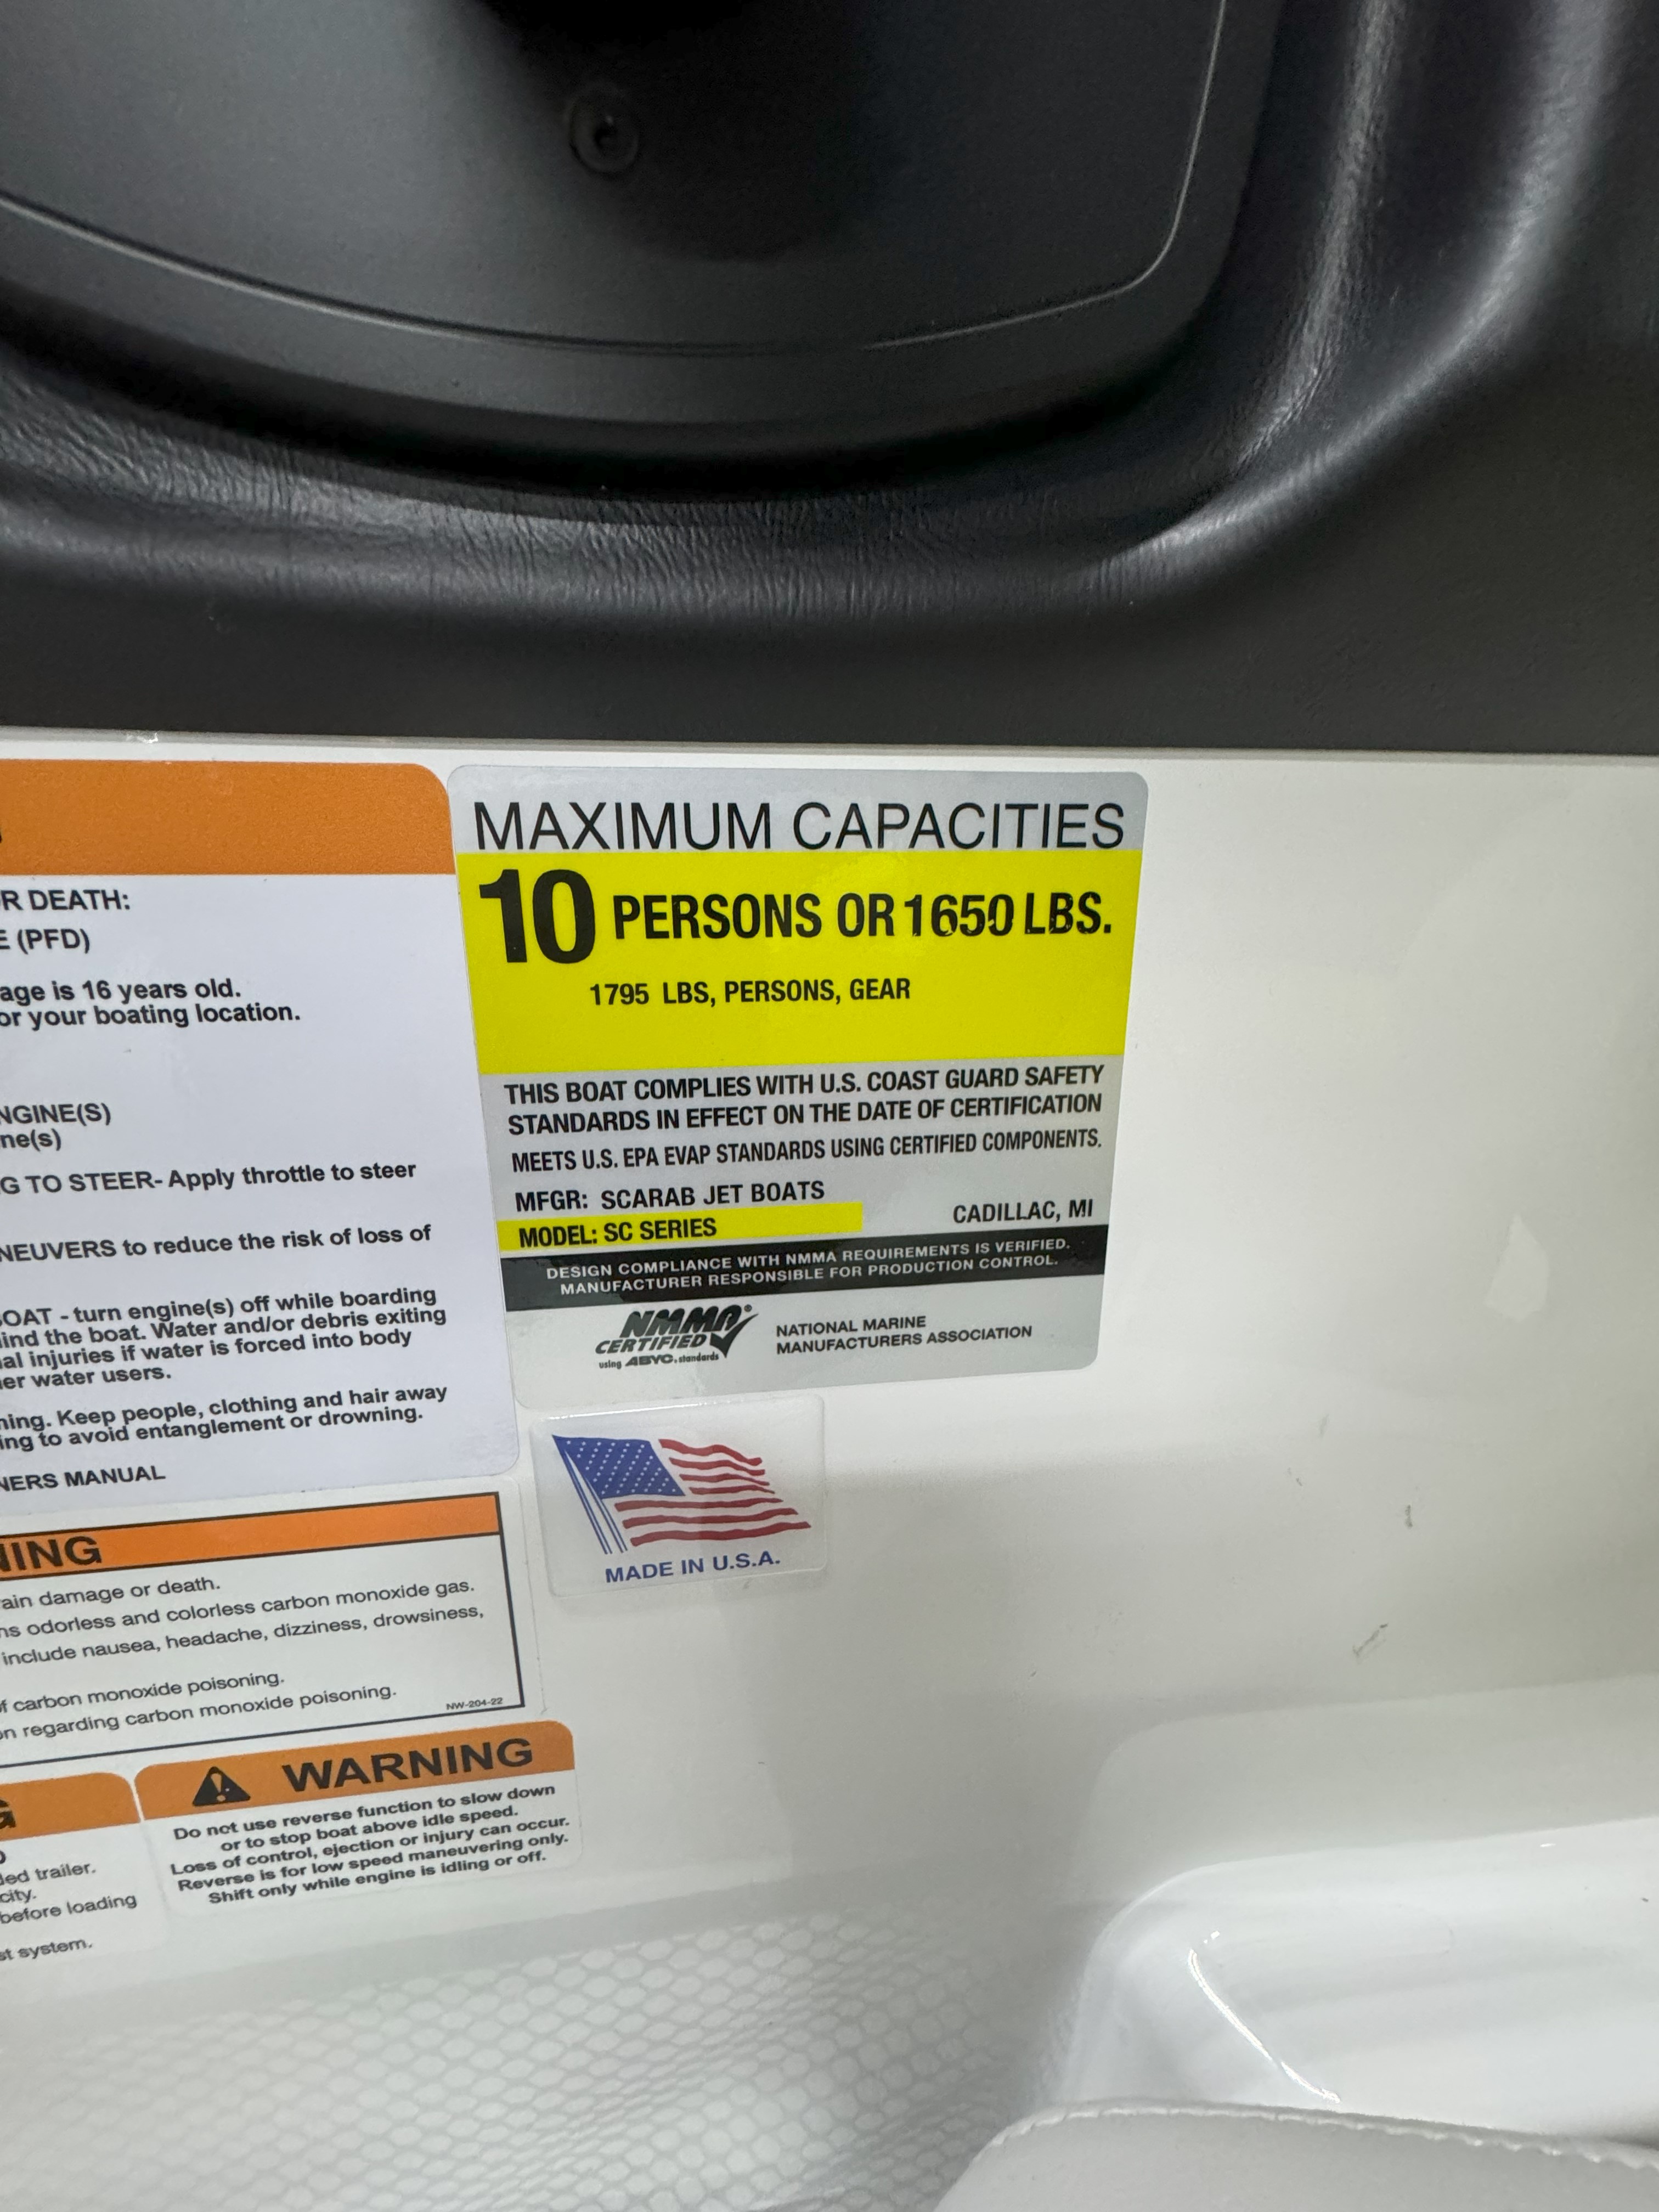 R DEATH:
E (PFD)
age is 16 years old.
or your boating location.
NGINE(S)
ne(s)
G TO STEER- Apply throttle to steer
NEUVERS to reduce the risk of loss of
OAT - turn engine(s) off while boarding
ind the boat. Water and/or debris exiting
al injuries if water is forced into body
er water users.
ning. Keep people, clothing and hair away
ing to avoid entanglement or drowning.
NERS MANUAL
MAXIMUM CAPACITIES
10 PERSONS OR 1650 LBS.
1795 LBS, PERSONS, GEAR
THIS BOAT COMPLIES WITH U.S. COAST GUARD SAFETY
STANDARDS IN EFFECT ON THE DATE OF CERTIFICATION
MEETS U.S. EPA EVAP STANDARDS USING CERTIFIED COMPONENTS.
MFGR: SCARAB JET BOATS
MODEL: SC SERIES CADILLAC, MI
DESIGN COMPLIANCE WITH NMMA REQUIREMENTS IS VERIFIED.
MANUFACTURER RESPONSIBLE FOR PRODUCTION CONTROL.
NMMA®
CERTIFIED
using ABYC standards
NATIONAL MARINE
MANUFACTURERS ASSOCIATION
MADE IN U.S.A.
NING
ain damage or death.
ns odorless and colorless carbon monoxide gas.
include nausea, headache, dizziness, drowsiness,
f carbon monoxide poisoning.
on regarding carbon monoxide poisoning.
NW-204-22
G
ded trailer.
city.
before loading
st system.
WARNING
Do not use reverse function to slow down
or to stop boat above idle speed.
Loss of control, ejection or injury can occur.
Reverse is for low speed maneuvering only.
Shift only while engine is idling or off.